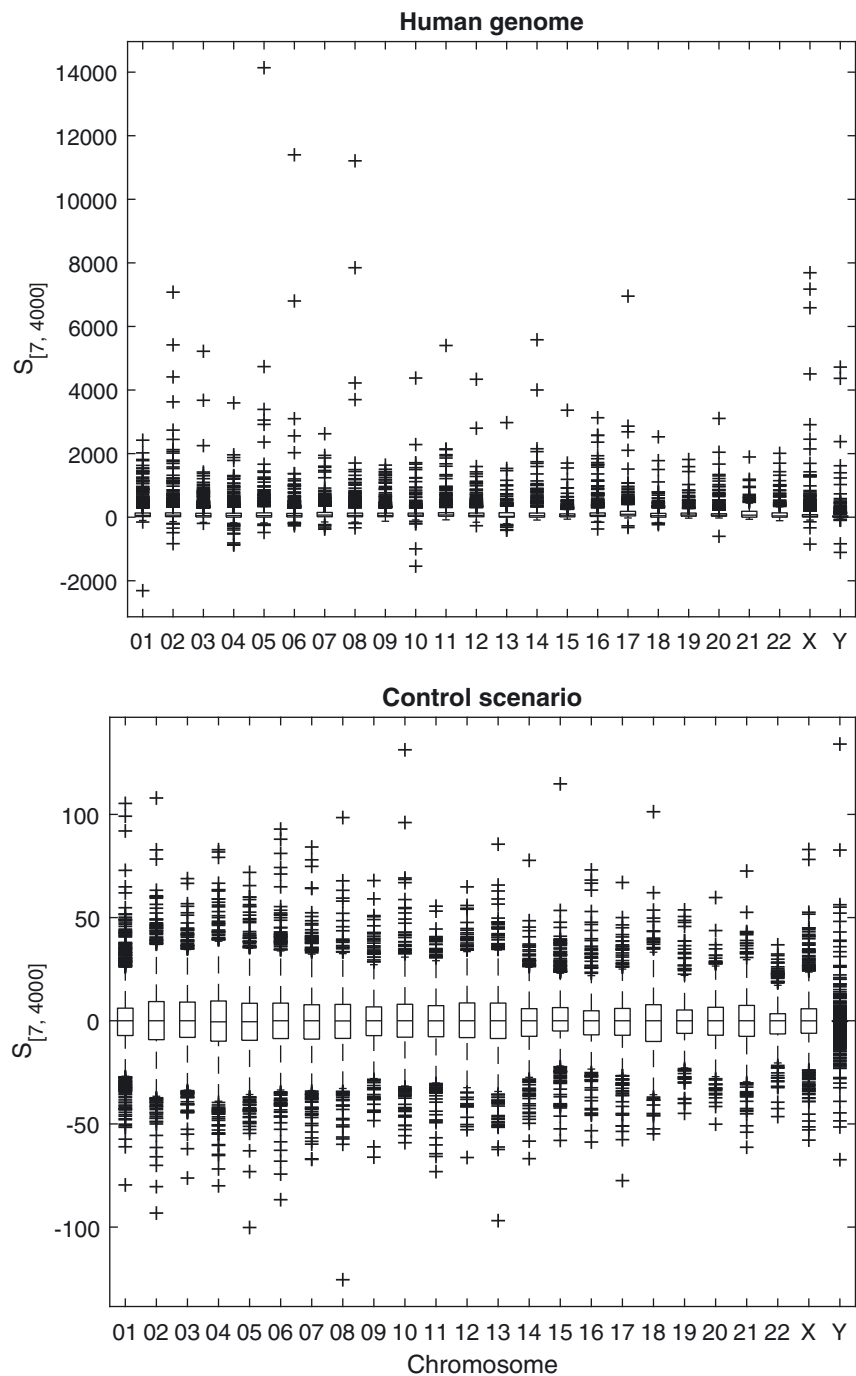 Human genome
14000
12000
10000
8000
6000
4000
2000
0
-2000
S[7, 4000]
01 02 03 04 05 06 07 08 09 10 11 12 13 14 15 16 17 18 19 20 21 22 X Y
Control scenario
100
50
0
-50
-100
S[7, 4000]
01 02 03 04 05 06 07 08 09 10 11 12 13 14 15 16 17 18 19 20 21 22 X Y
Chromosome